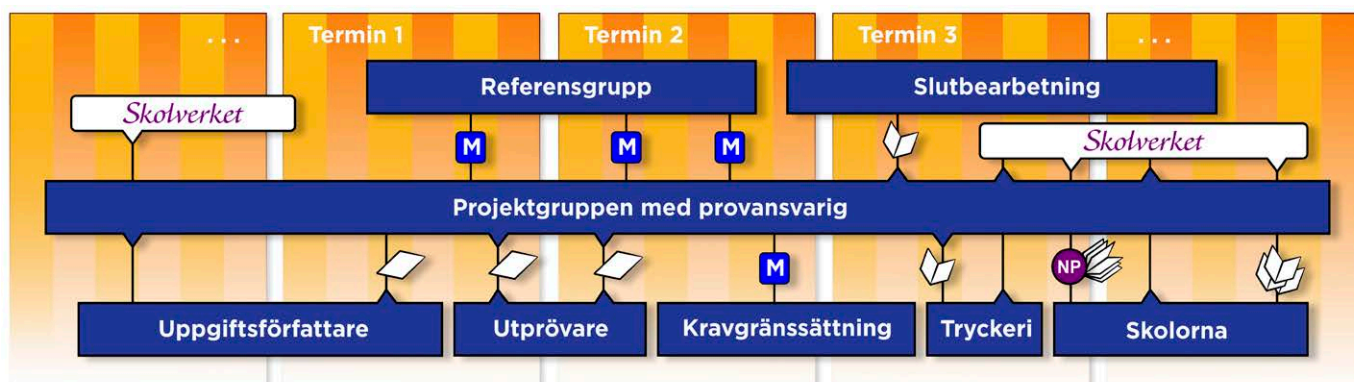 . . .
Termin 1
Termin 2
Termin 3
. . .
Referensgrupp
Slutbearbetning
Skolverket
M
M
M
Skolverket
Projektgruppen med provansvarig
M
NP
Uppgiftsförfattare
Utprövare
Kravgränssättning
Tryckeri
Skolorna